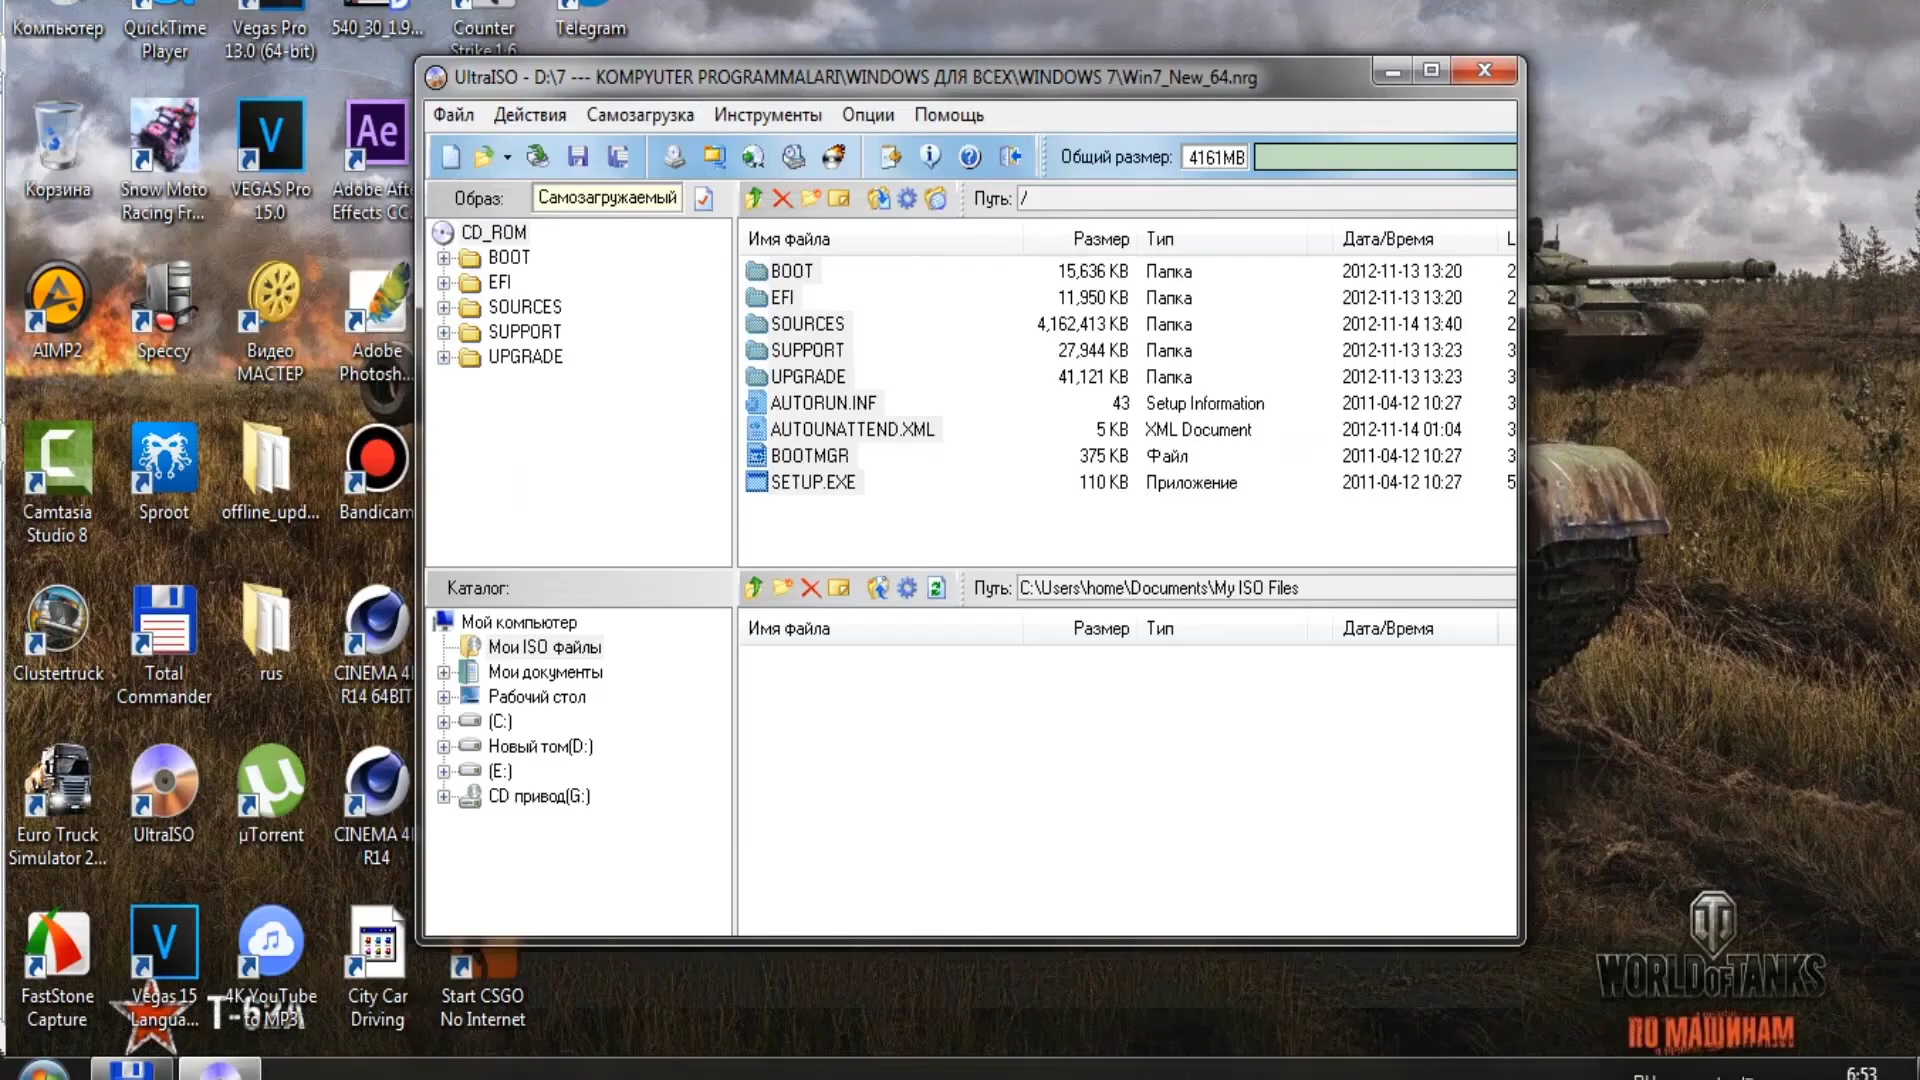 Компьютер
QuickTime
Player
Vegas Pro
13.0 (64-bit)
540_30_1.9...
Counter
Strike 1.6
Telegram
Корзина
Snow Moto
Racing Fr...
VEGAS Pro
15.0
Adobe Afte
Effects CC
AIMP2
Speccy
Видео
МАСТЕР
Adobe
Photosh...
Camtasia
Studio 8
Sproot
offline_upd...
Bandicam
Clustertruck
Total
Commander
rus
CINEMA 4
R14 64BIT
Euro Truck
Simulator 2...
UltraISO
µTorrent
CINEMA 4
R14
FastStone
Capture
Vegas 15
Langua...
4K YouTube
to MP3
City Car
Driving
Start CSGO
No Internet
UltraISO - D:\7 --- KOMPYUTER PROGRAMMALARI\WINDOWS ДЛЯ ВСЕХ\WINDOWS 7\Win7_New_64.nrg
Файл Действия Самозагрузка Инструменты Опции Помощь
Общий размер: 4161MB
Образ: Самозагружаемый
Путь: /
CD_ROM
BOOT
EFI
SOURCES
SUPPORT
UPGRADE
Имя файла Размер Тип Дата/Время L
BOOT 15,636 KB Папка 2012-11-13 13:20 2
EFI 11,950 KB Папка 2012-11-13 13:20 2
SOURCES 4,162,413 KB Папка 2012-11-14 13:40 2
SUPPORT 27,944 KB Папка 2012-11-13 13:23 3
UPGRADE 41,121 KB Папка 2012-11-13 13:23 3
AUTORUN.INF 43 Setup Information 2011-04-12 10:27 3
AUTOUNATTEND.XML 5 KB XML Document 2012-11-14 01:04 3
BOOTMGR 375 KB Файл 2011-04-12 10:27 3
SETUP.EXE 110 KB Приложение 2011-04-12 10:27 5
Каталог:
Путь: C:\Users\home\Documents\My ISO Files
Мой компьютер
Мои ISO файлы
Мои документы
Рабочий стол
(C:)
Новый том(D:)
(E:)
CD привод(G:)
Имя файла Размер Тип Дата/Время
WORLD OF TANKS
ПО МАШИНАМ
6:53